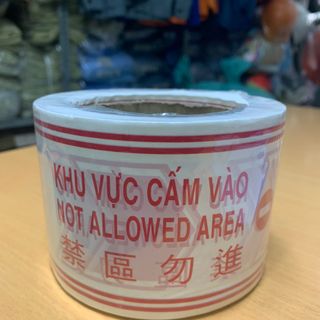 KHU VỰC CẤM VÀO
NOT ALLOWED AREA
禁區勿進